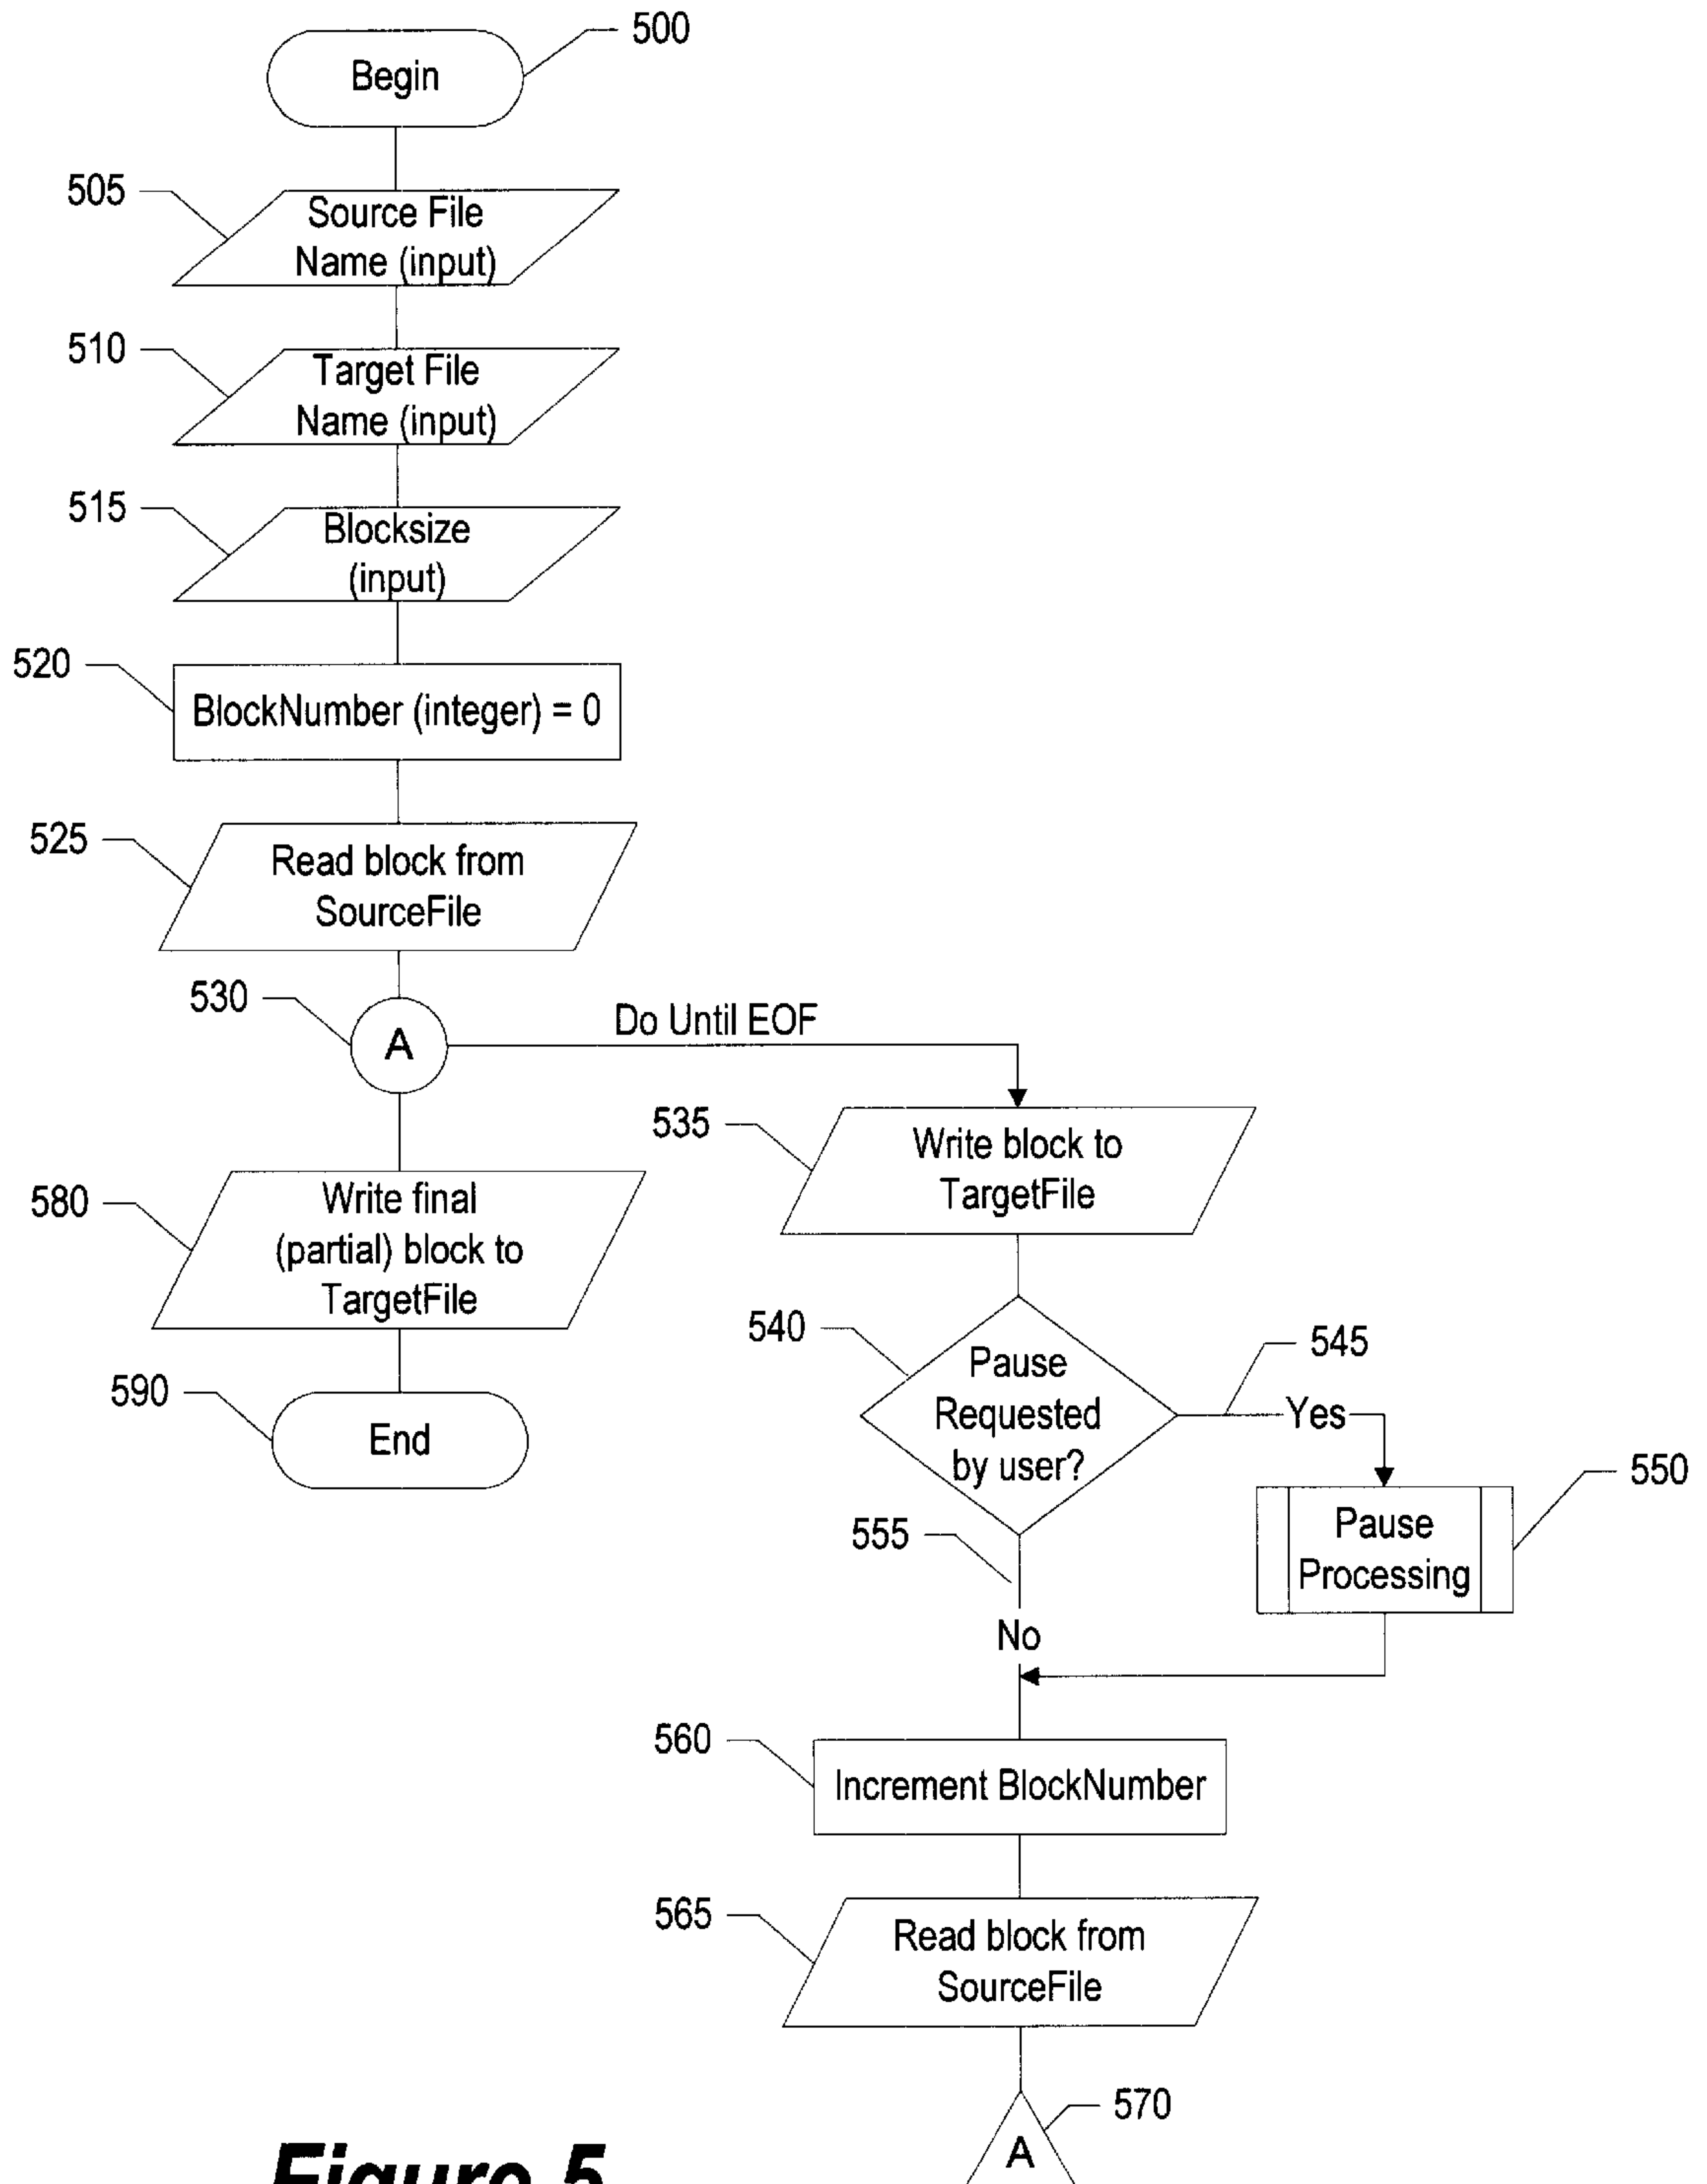 500
Begin
505
Source File
Name (input)
510
Target File
Name (input)
515
Blocksize
(input)
520
BlockNumber (integer) = 0
525
Read block from
SourceFile
530
A
Do Until EOF
535
Write block to
TargetFile
580
Write final
(partial) block to
TargetFile
540
Pause
Requested
by user?
545
Yes
590
End
550
Pause
Processing
555
No
560
Increment BlockNumber
565
Read block from
SourceFile
570
A
Figure 5